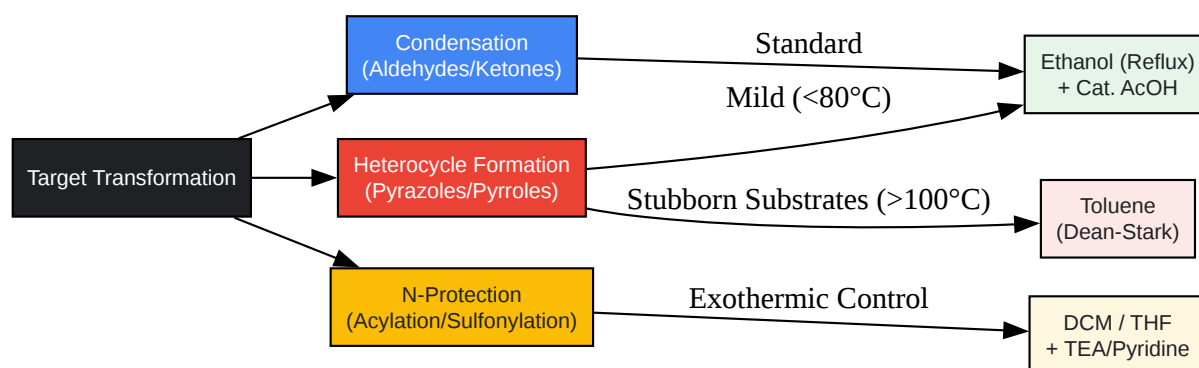 Target Transformation
Condensation
(Aldehydes/Ketones)
Heterocycle Formation
(Pyrazoles/Pyrroles)
N-Protection
(Acylation/Sulfonylation)
Standard
Mild (<80°C)
Stubborn Substrates (>100°C)
Exothermic Control
Ethanol (Reflux)
+ Cat. AcOH
Toluene
(Dean-Stark)
DCM / THF
+ TEA/Pyridine